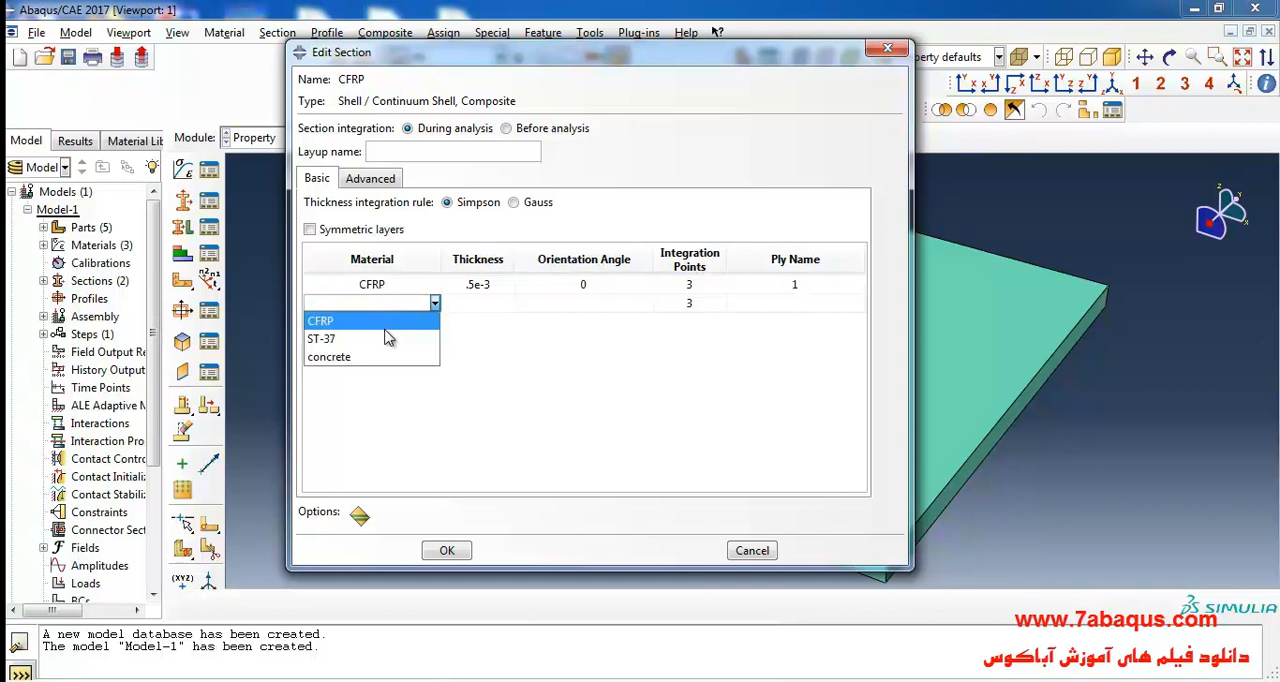 Abaqus/CAE 2017 [Viewport: 1]
File Model Viewport View Material Section Profile Composite Assign Special Feature Tools Plug-ins Help
Edit Section
perty defaults
1 2 3 4
Name: CFRP
Type: Shell / Continuum Shell, Composite
Section integration: During analysis Before analysis
Layup name:
Model Results Material Lib Module: Property
Model
Basic Advanced
Thickness integration rule: Simpson Gauss
Symmetric layers
Material Thickness Orientation Angle Integration Points Ply Name
CFRP .5e-3 0 3 1
3
CFRP
ST-37
concrete
Options:
OK Cancel
Models (1)
Model-1
Parts (5)
Materials (3)
Calibrations
Sections (2)
Profiles
Assembly
Steps (1)
Field Output Re
History Output
Time Points
ALE Adaptive M
Interactions
Interaction Pro
Contact Contro
Contact Initializ
Contact Stabiliz
Constraints
Connector Sect
Fields
Amplitudes
Loads
BCs
(XYZ)
SIMULIA
A new model database has been created.
The model "Model-1" has been created.
www.7abaqus.com
دانلود فیلم های آموزش آباکوس